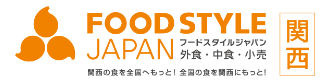 FOOD STYLE
JAPAN フードスタイルジャパン
外食・中食・小売
関西
関西の食を全国へもっと! 全国の食を関西にもっと!